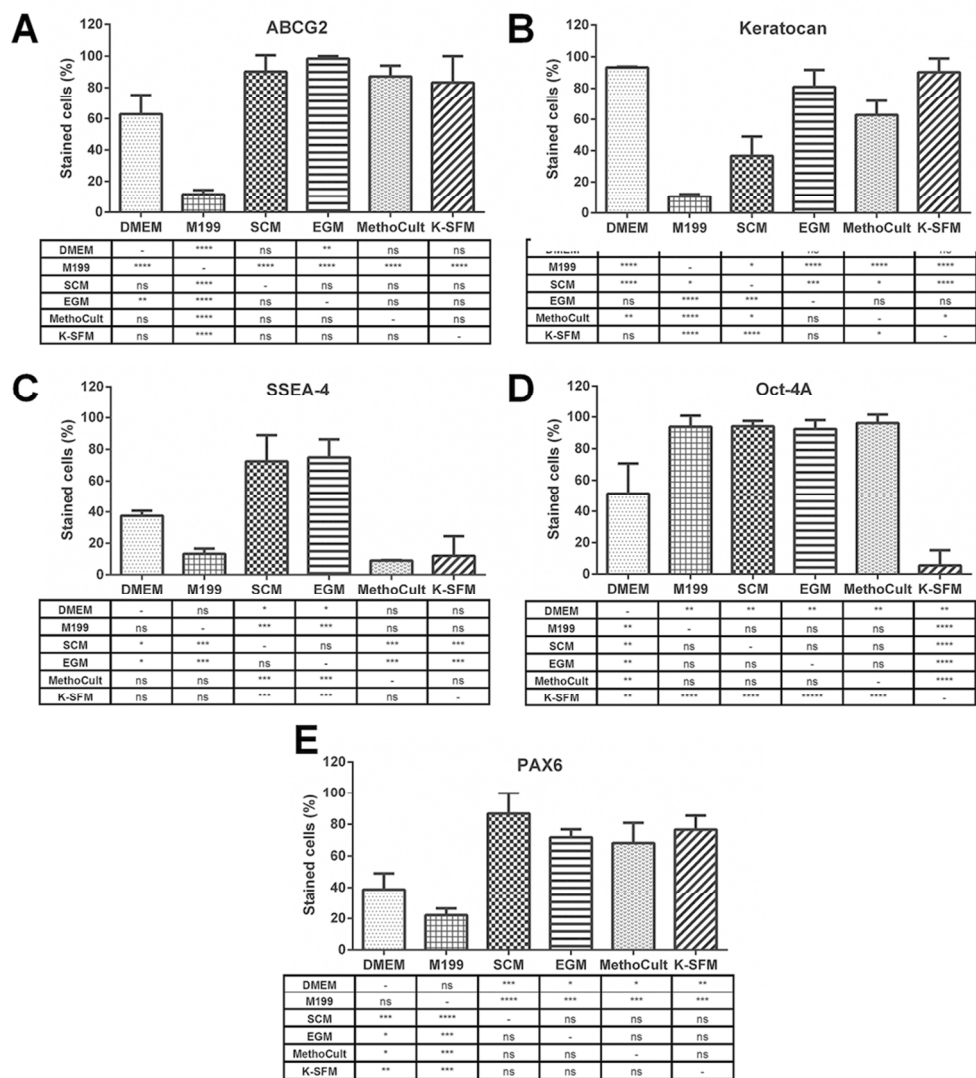 A
ABCG2
Stained cells (%)
120
100
80
60
40
20
0
DMEM M199 SCM EGM MethoCult K-SFM
DMEM - **** ns ** 
M199 **** - **** **** **** ****
SCM ns **** - ns ns ns
EGM ** **** ns - ns ns
MethoCult ns **** ns ns - ns
K-SFM ns **** ns ns ns -
B
Keratocan
Stained cells (%)
120
100
80
60
40
20
0
DMEM M199 SCM EGM MethoCult K-SFM
M199 **** - * **** **** ****
SCM **** * - *** * ****
EGM ns **** *** - ns ns
MethoCult ** **** * ns - *
K-SFM ns **** **** ns * -
C
SSEA-4
Stained cells (%)
120
100
80
60
40
20
0
DMEM M199 SCM EGM MethoCult K-SFM
DMEM - ns * * ns ns
M199 ns - *** *** ns ns
SCM * *** - ns *** ***
EGM * *** ns - *** ***
MethoCult ns ns *** *** - ns
K-SFM ns ns *** *** ns -
D
Oct-4A
Stained cells (%)
120
100
80
60
40
20
0
DMEM M199 SCM EGM MethoCult K-SFM
DMEM - ** ** ** ** **
M199 ** - ns ns ns ****
SCM ** ns - ns ns ****
EGM ** ns ns - ns ****
MethoCult ** ns ns ns - ****
K-SFM ** **** **** ***** **** -
E
PAX6
Stained cells (%)
120
100
80
60
40
20
0
DMEM M199 SCM EGM MethoCult K-SFM
DMEM - ns *** * * **
M199 ns - **** *** *** ***
SCM *** **** - ns ns ns
EGM * *** ns - ns ns
MethoCult * *** ns ns - ns
K-SFM ** *** ns ns ns -